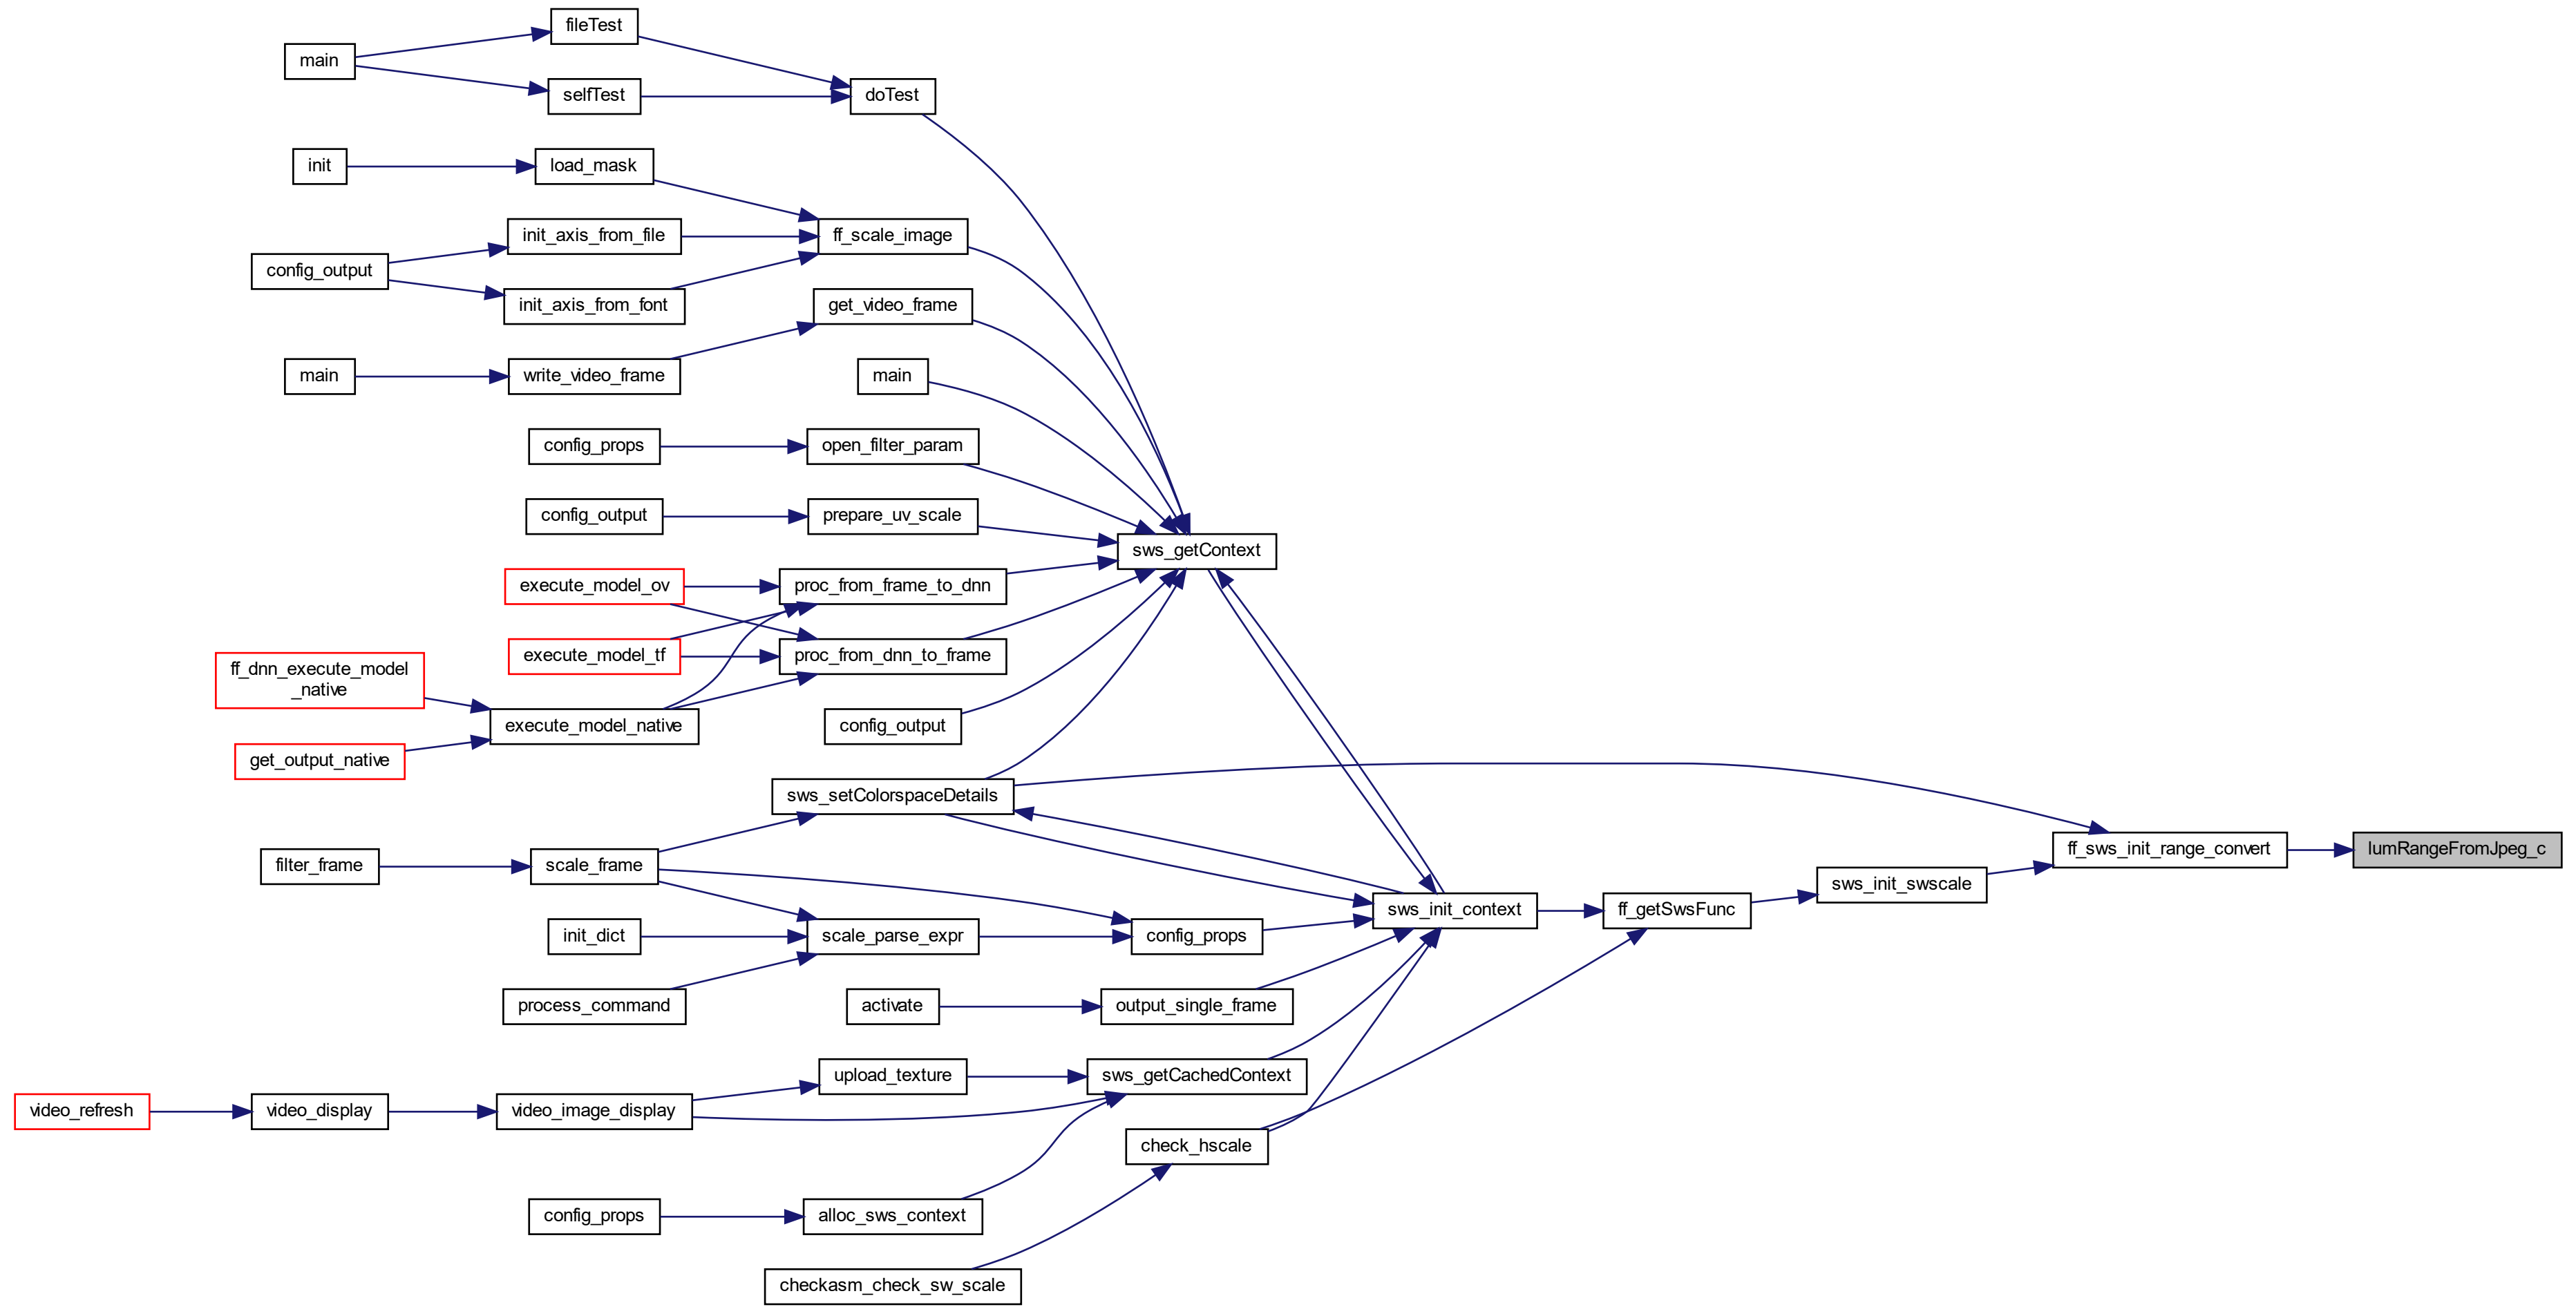 fileTest
main
selfTest
doTest
init
load_mask
init_axis_from_file
ff_scale_image
config_output
init_axis_from_font
get_video_frame
main
write_video_frame
main
config_props
open_filter_param
config_output
prepare_uv_scale
sws_getContext
execute_model_ov
proc_from_frame_to_dnn
execute_model_tf
proc_from_dnn_to_frame
ff_dnn_execute_model
_native
execute_model_native
config_output
get_output_native
sws_setColorspaceDetails
filter_frame
scale_frame
ff_sws_init_range_convert
lumRangeFromJpeg_c
sws_init_swscale
sws_init_context
ff_getSwsFunc
init_dict
scale_parse_expr
config_props
process_command
activate
output_single_frame
upload_texture
sws_getCachedContext
video_refresh
video_display
video_image_display
check_hscale
config_props
alloc_sws_context
checkasm_check_sw_scale